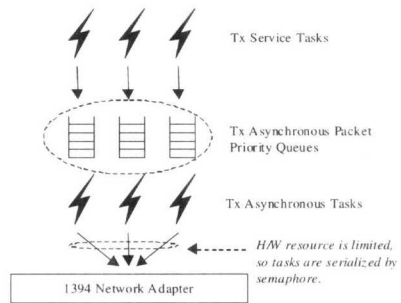 Tx Service Tasks
Tx Asynchronous Packet
Priority Queues
Tx Asynchronous Tasks
H/W resource is limited,
so tasks are serialized by
semaphore.
1394 Network Adapter